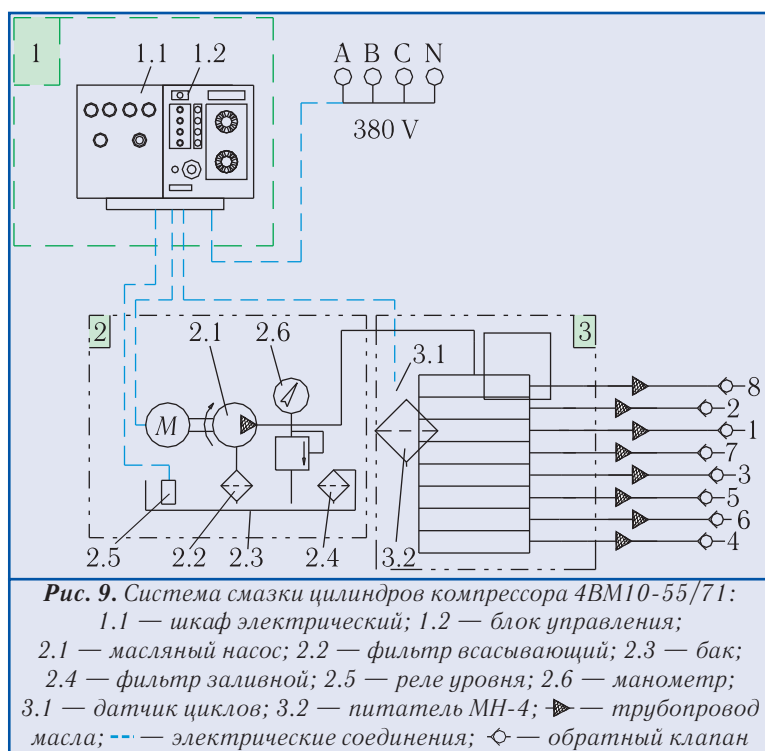 1
1.1 1.2
A B C N
380 V
2
2.1 2.6
3.1
3
M
8
2
1
7
3
5
6
4
2.5 2.2 2.3 2.4 3.2
Рис. 9. Система смазки цилиндров компрессора 4ВМ10-55/71:
1.1 — шкаф электрический; 1.2 — блок управления;
2.1 — масляный насос; 2.2 — фильтр всасывающий; 2.3 — бак;
2.4 — фильтр заливной; 2.5 — реле уровня; 2.6 — манометр;
3.1 — датчик циклов; 3.2 — питатель МН-4; — трубопровод
масла; — электрические соединения; — обратный клапан